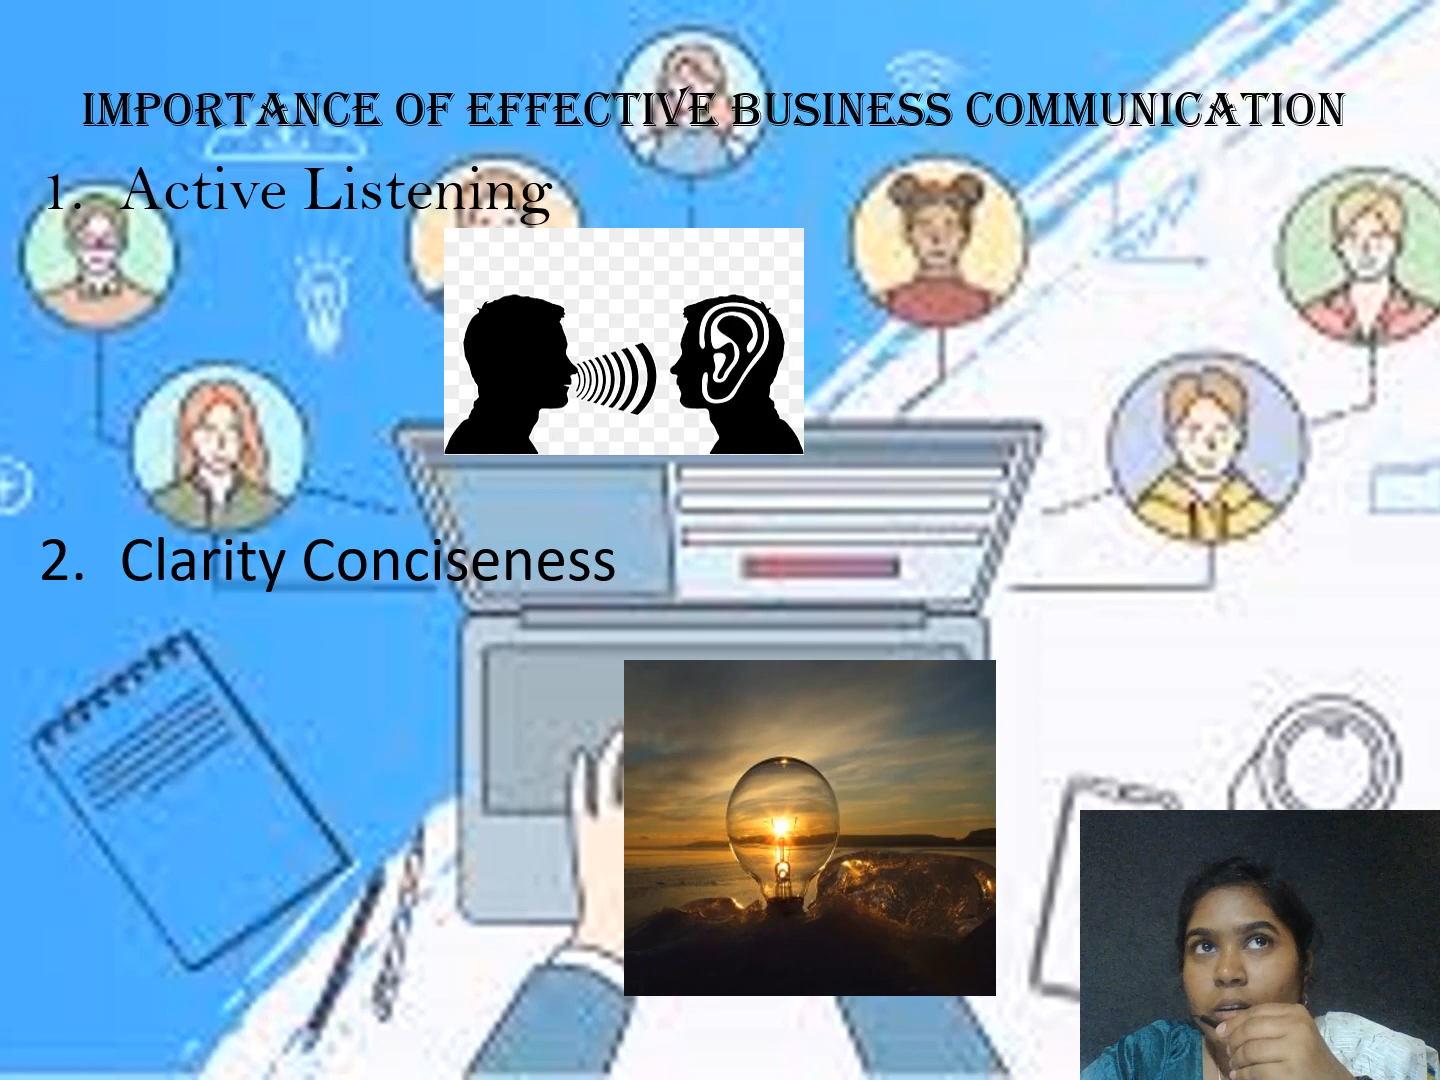 IMPORTANCE OF EFFECTIVE BUSINESS COMMUNICATION
1. Active Listening
2. Clarity Conciseness